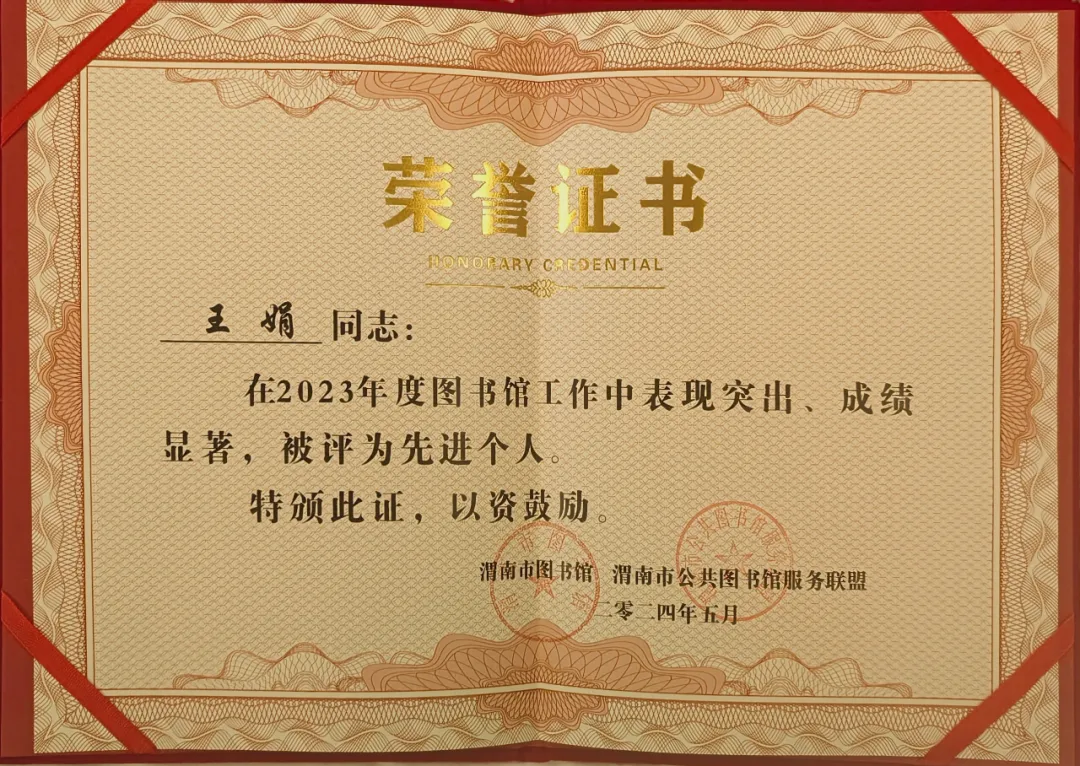 荣誉证书
HONORARY CREDENTIAL
王娟 同志：
在2023年度图书馆工作中表现突出、成绩
显著，被评为先进个人。
特颁此证，以资鼓励。
渭南市图书馆 渭南市公共图书馆服务联盟
二零二四年五月